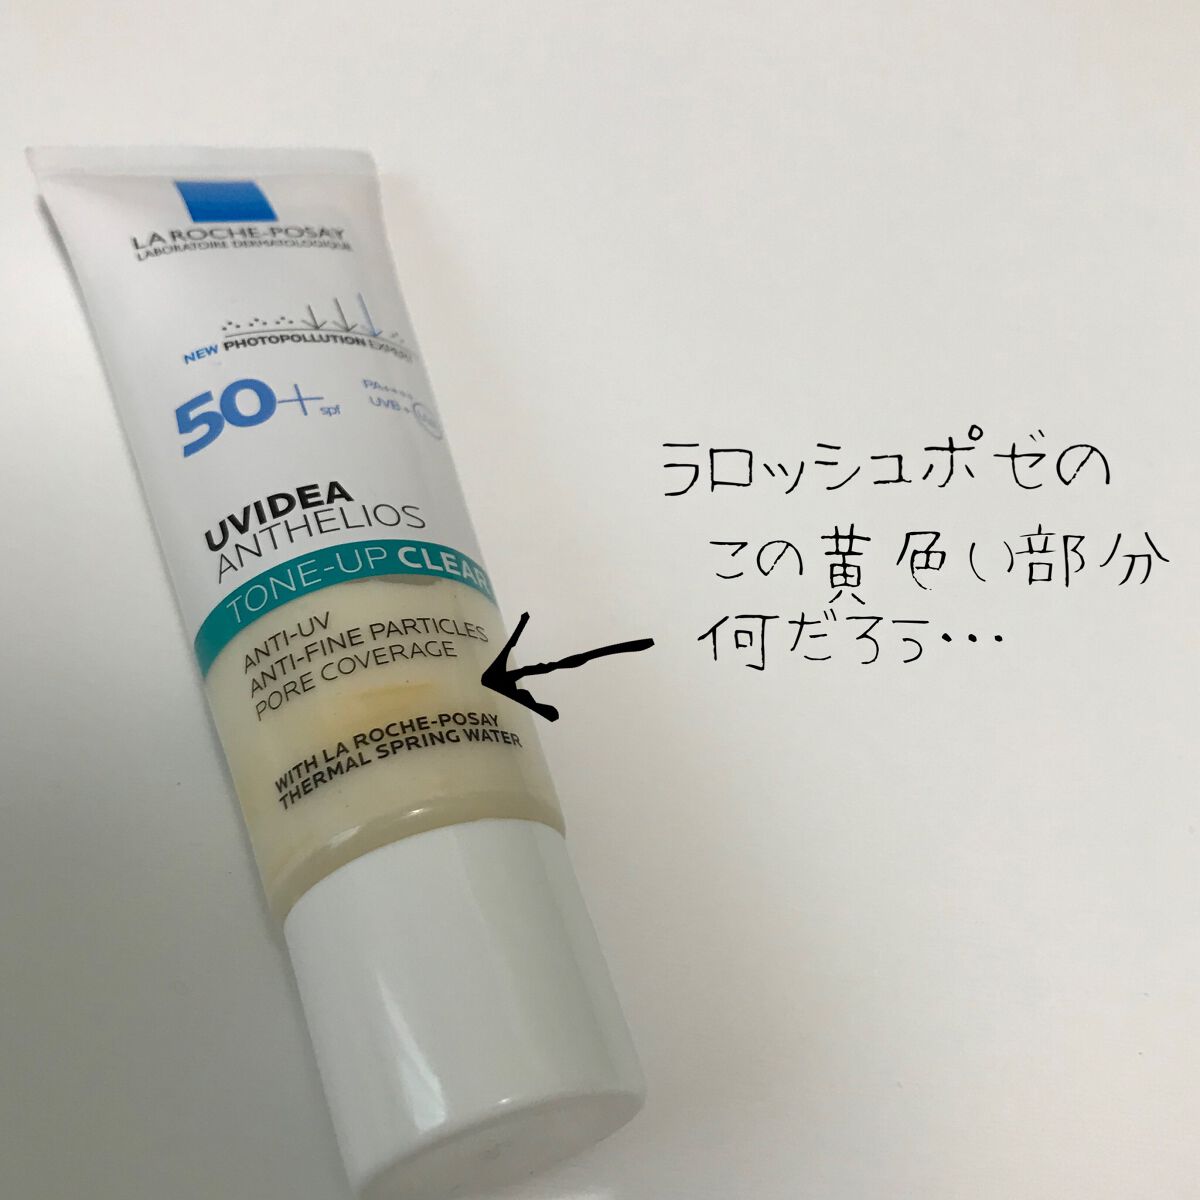 LA ROCHE-POSAY
LABORATOIRE DERMATOLOGIQUE
NEW PHOTOPOLLUTION EXPERT
50+ spf
PA++++
UVB +
UVIDEA
ANTHELIOS
TONE-UP CLEAR
ANTI-UV
ANTI-FINE PARTICLES
PORE COVERAGE
WITH LA ROCHE-POSAY
THERMAL SPRING WATER
ラロッシュポゼの
この黄色い部分
何だろう…